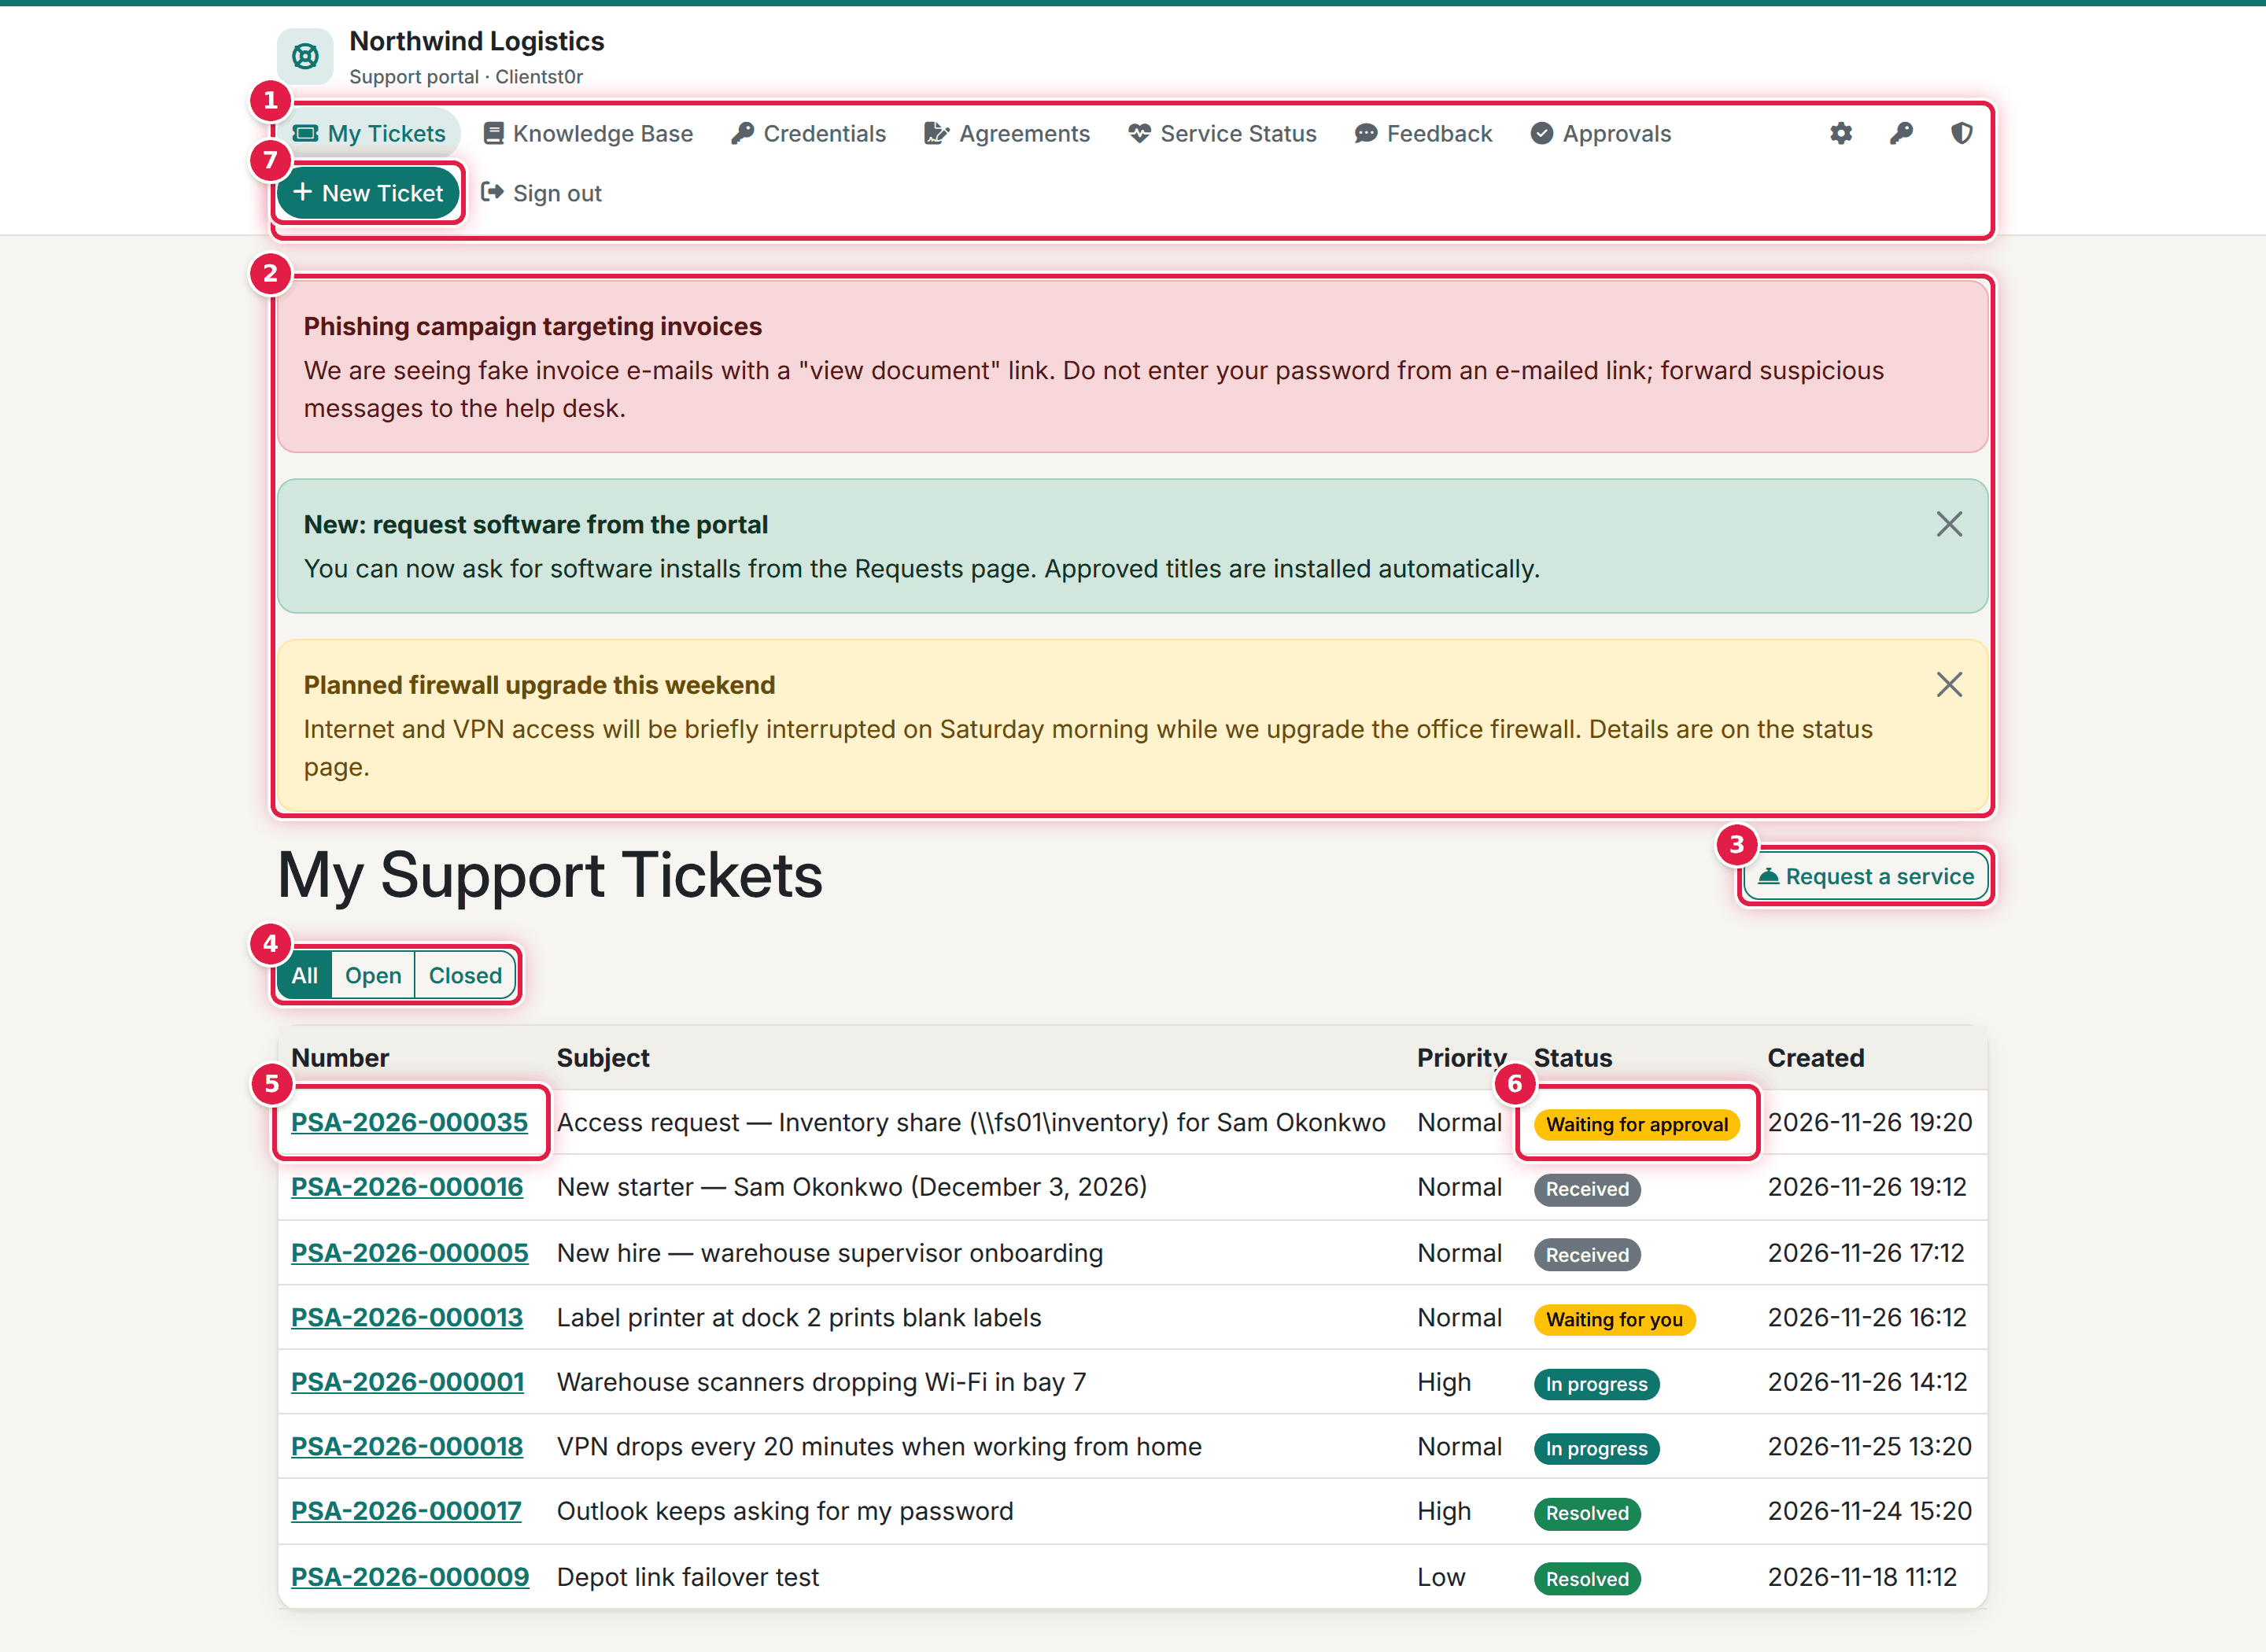 Northwind Logistics
Support portal · Clientst0r
1
My Tickets Knowledge Base Credentials Agreements Service Status Feedback Approvals
7
+ New Ticket Sign out
2
Phishing campaign targeting invoices
We are seeing fake invoice e-mails with a "view document" link. Do not enter your password from an e-mailed link; forward suspicious
messages to the help desk.
New: request software from the portal
You can now ask for software installs from the Requests page. Approved titles are installed automatically.
Planned firewall upgrade this weekend
Internet and VPN access will be briefly interrupted on Saturday morning while we upgrade the office firewall. Details are on the status
page.
My Support Tickets
3
Request a service
4
All Open Closed
Number Subject Priority Status Created
5
6
PSA-2026-000035 Access request — Inventory share (\\fs01\inventory) for Sam Okonkwo Normal Waiting for approval 2026-11-26 19:20
PSA-2026-000016 New starter — Sam Okonkwo (December 3, 2026) Normal Received 2026-11-26 19:12
PSA-2026-000005 New hire — warehouse supervisor onboarding Normal Received 2026-11-26 17:12
PSA-2026-000013 Label printer at dock 2 prints blank labels Normal Waiting for you 2026-11-26 16:12
PSA-2026-000001 Warehouse scanners dropping Wi-Fi in bay 7 High In progress 2026-11-26 14:12
PSA-2026-000018 VPN drops every 20 minutes when working from home Normal In progress 2026-11-25 13:20
PSA-2026-000017 Outlook keeps asking for my password High Resolved 2026-11-24 15:20
PSA-2026-000009 Depot link failover test Low Resolved 2026-11-18 11:12